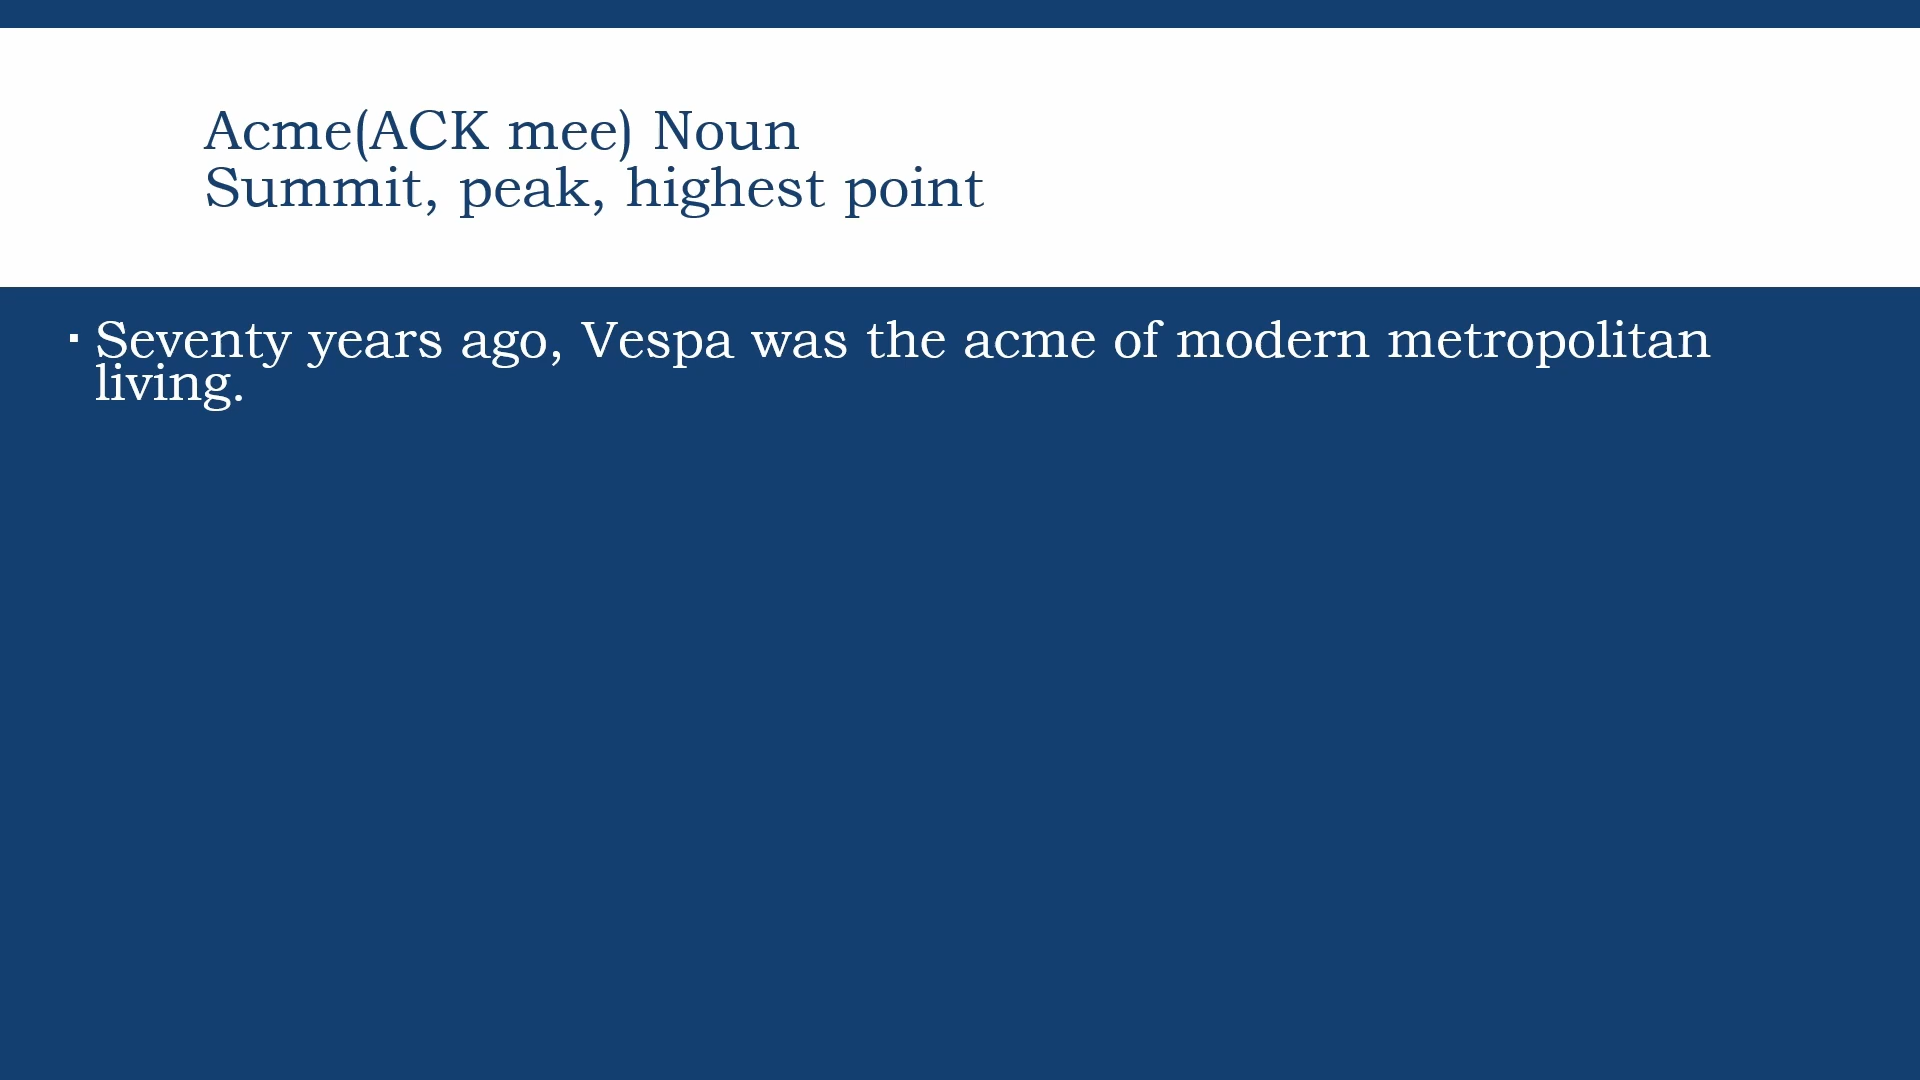 Acme(ACK mee) Noun
Summit, peak, highest point
▪ Seventy years ago, Vespa was the acme of modern metropolitan
living.